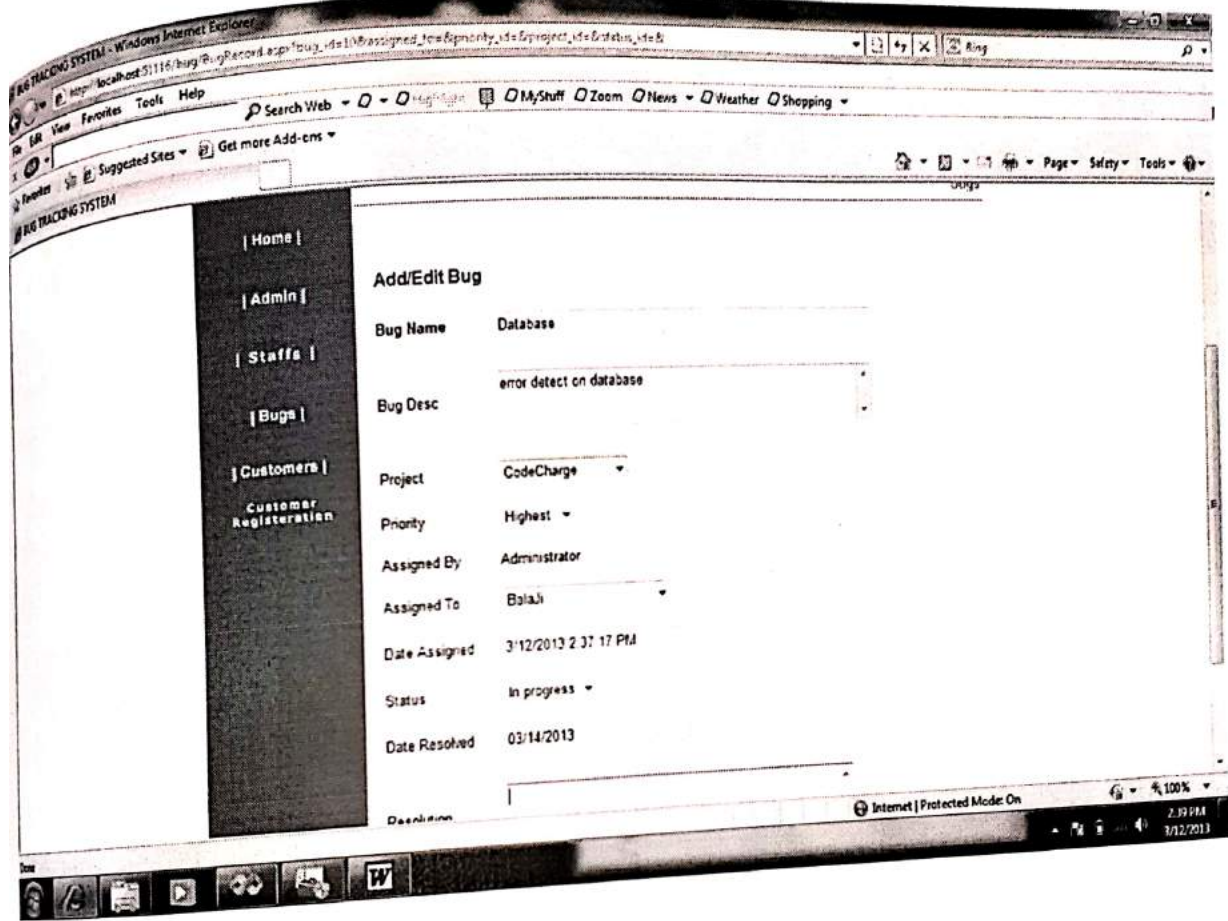 BUG TRACKING SYSTEM - Windows Internet Explorer
http://localhost:51116/bug/BugRecord.aspx?bug_id=10&assigned_to=&priority_id=&project_id=&status_id=&
Bing
File Edit View Favorites Tools Help
Search Web Highlight MyStuff Zoom News Weather Shopping
Favorites Suggested Sites Get more Add-ons
BUG TRACKING SYSTEM
Page Safety Tools
Bugs
| Home |
| Admin |
| Staffs |
| Bugs |
| Customers |
Customer
Registeration
Add/Edit Bug
Bug Name Database
Bug Desc error detect on database
Project CodeCharge
Priority Highest
Assigned By Administrator
Assigned To BalaJi
Date Assigned 3/12/2013 2:37:17 PM
Status In progress
Date Resolved 03/14/2013
Resolution
Done
Internet | Protected Mode: On
100%
2:39 PM
3/12/2013